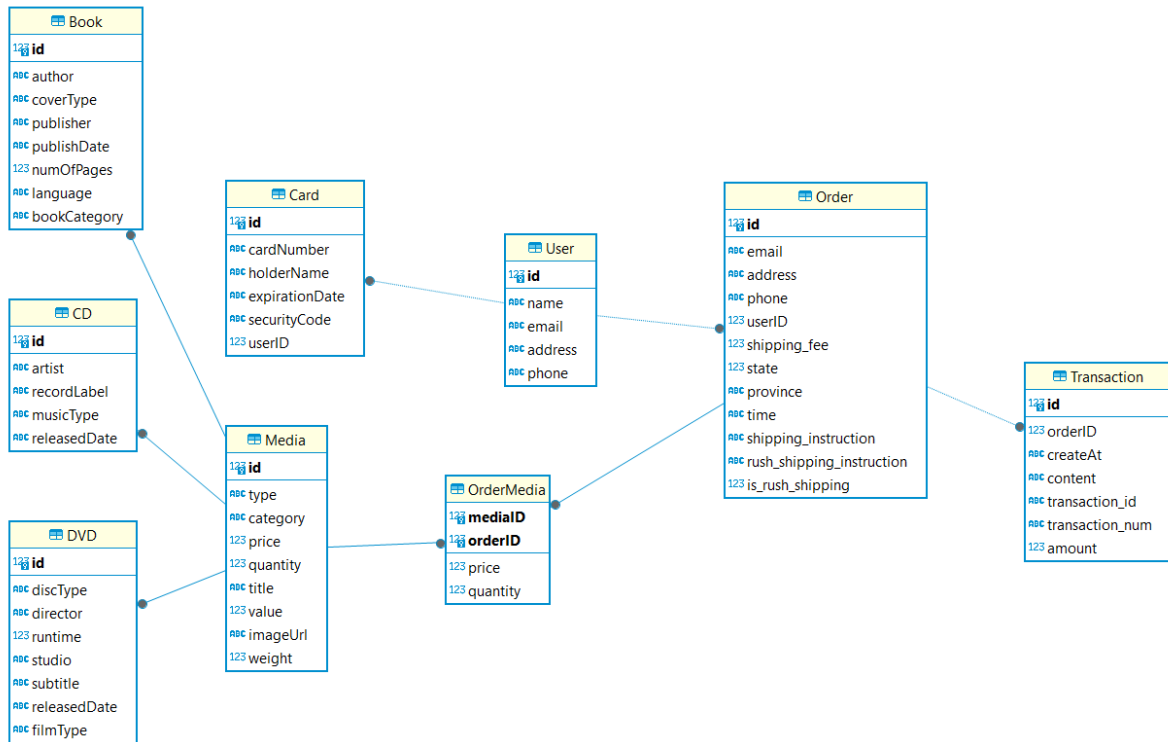 Book
id
author
coverType
publisher
publishDate
numOfPages
language
bookCategory
CD
id
artist
recordLabel
musicType
releasedDate
DVD
id
discType
director
runtime
studio
subtitle
releasedDate
filmType
Card
id
cardNumber
holderName
expirationDate
securityCode
userID
Media
id
type
category
price
quantity
title
value
imageUrl
weight
User
id
name
email
address
phone
OrderMedia
mediaID
orderID
price
quantity
Order
id
email
address
phone
userID
shipping_fee
state
province
time
shipping_instruction
rush_shipping_instruction
is_rush_shipping
Transaction
id
orderID
createAt
content
transaction_id
transaction_num
amount